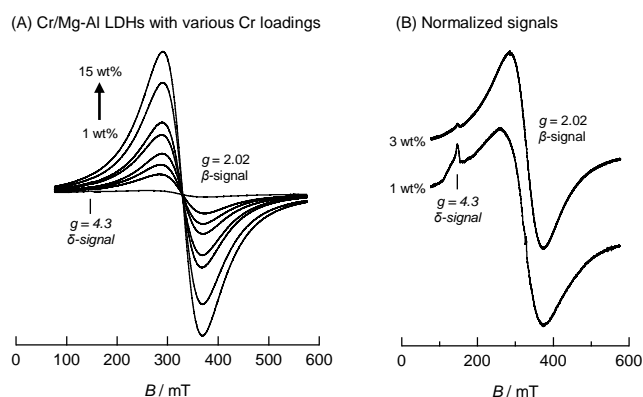 (A) Cr/Mg-Al LDHs with various Cr loadings
15 wt%
1 wt%
g = 2.02
β-signal
g = 4.3
δ-signal
0 100 200 300 400 500 600
B / mT
(B) Normalized signals
3 wt%
1 wt%
g = 2.02
β-signal
g = 4.3
δ-signal
0 200 400 600
B / mT